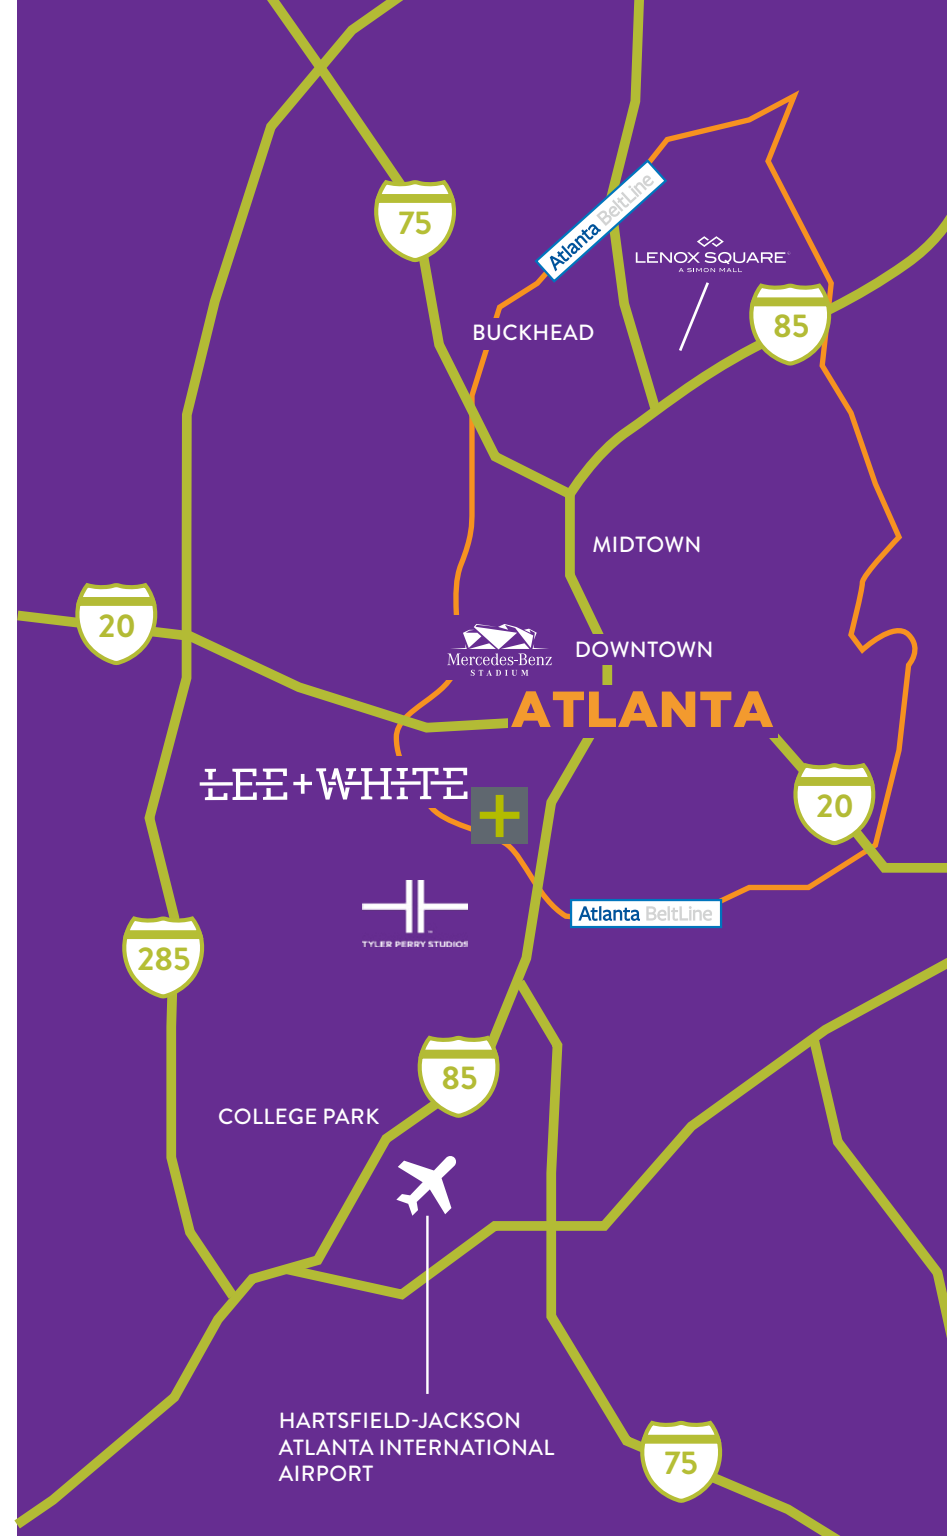 75
Atlanta BeltLine
LENOX SQUARE
A SIMON MALL
85
BUCKHEAD
MIDTOWN
20
Mercedes-Benz
STADIUM
DOWNTOWN
ATLANTA
LEE+WHITE
+
20
Atlanta BeltLine
TYLER PERRY STUDIOS
285
85
COLLEGE PARK
HARTSFIELD-JACKSON
ATLANTA INTERNATIONAL
AIRPORT
75